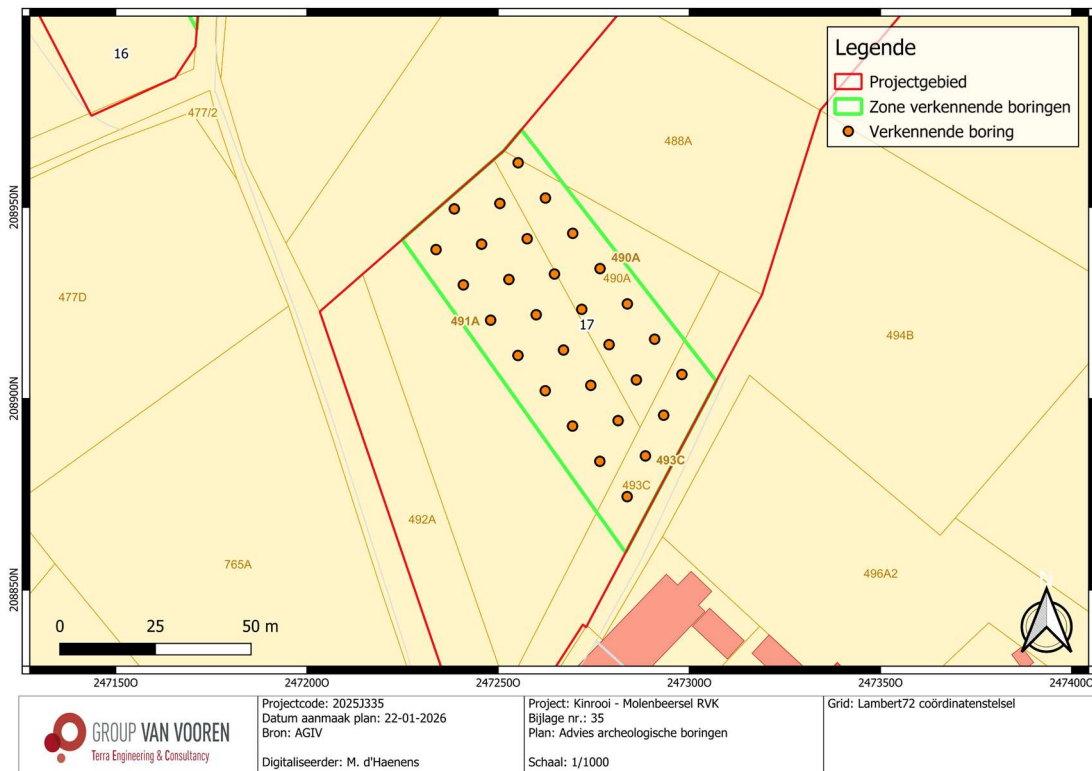 16
477/2
488A
Legende
Projectgebied
Zone verkennende boringen
Verkennende boring
208950N
490A
490A
477D
491A
17
494B
208900N
493C
493C
492A
765A
496A2
208850N
N
0 25 50 m
247150O 247200O 247250O 247300O 247350O 247400O
GROUP VAN VOOREN
Terra Engineering & Consultancy
Projectcode: 2025J335
Datum aanmaak plan: 22-01-2026
Bron: AGIV
Digitaliseerder: M. d'Haenens
Project: Kinrooi - Molenbeersel RVK
Bijlage nr.: 35
Plan: Advies archeologische boringen
Schaal: 1/1000
Grid: Lambert72 coördinatenstelsel